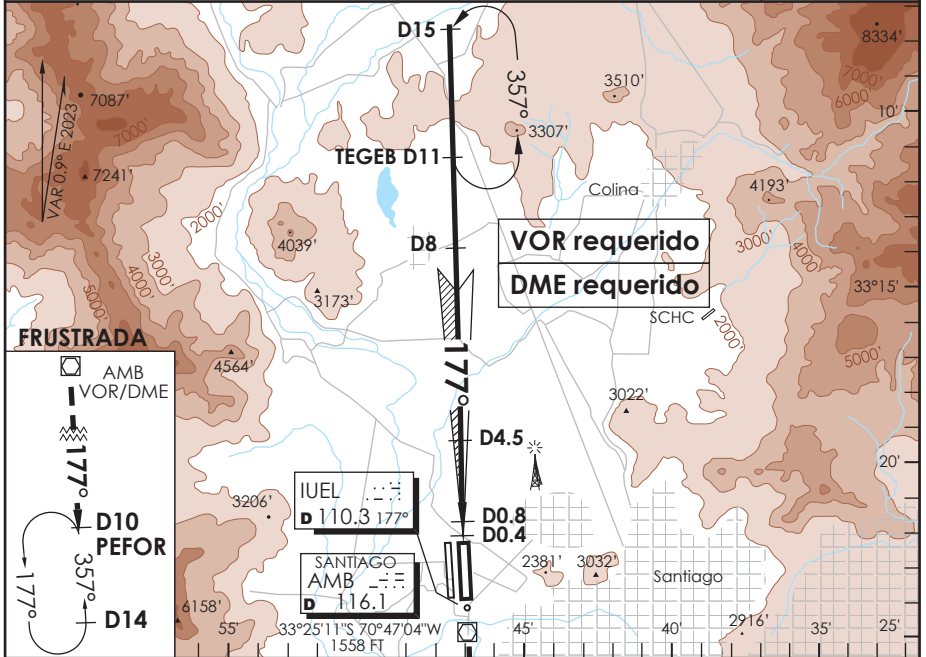 D15
8334'
7000'
6000'
3510'
357°
7087'
7000'
10'
3307'
VAR 0.9° E 2023
TEGEB D11
7241'
Colina
4193'
2000'
4039'
D8
VOR requerido
3000'
3000'
4000'
DME requerido
4000'
3173'
33°15'
5000'
SCHC
2000'
FRUSTRADA
177°
4564'
5000'
AMB
VOR/DME
3022'
177°
D4.5
20'
IUEL
D 110.3 177°
3206'
D0.8
D10
PEFOR
D0.4
SANTIAGO
AMB
D 116.1
2381'
3032'
Santiago
357°
177°
D14
6158'
33°25'11"S 70°47'04"W
1558 FT
2916'
55'
45'
40'
35'
25'